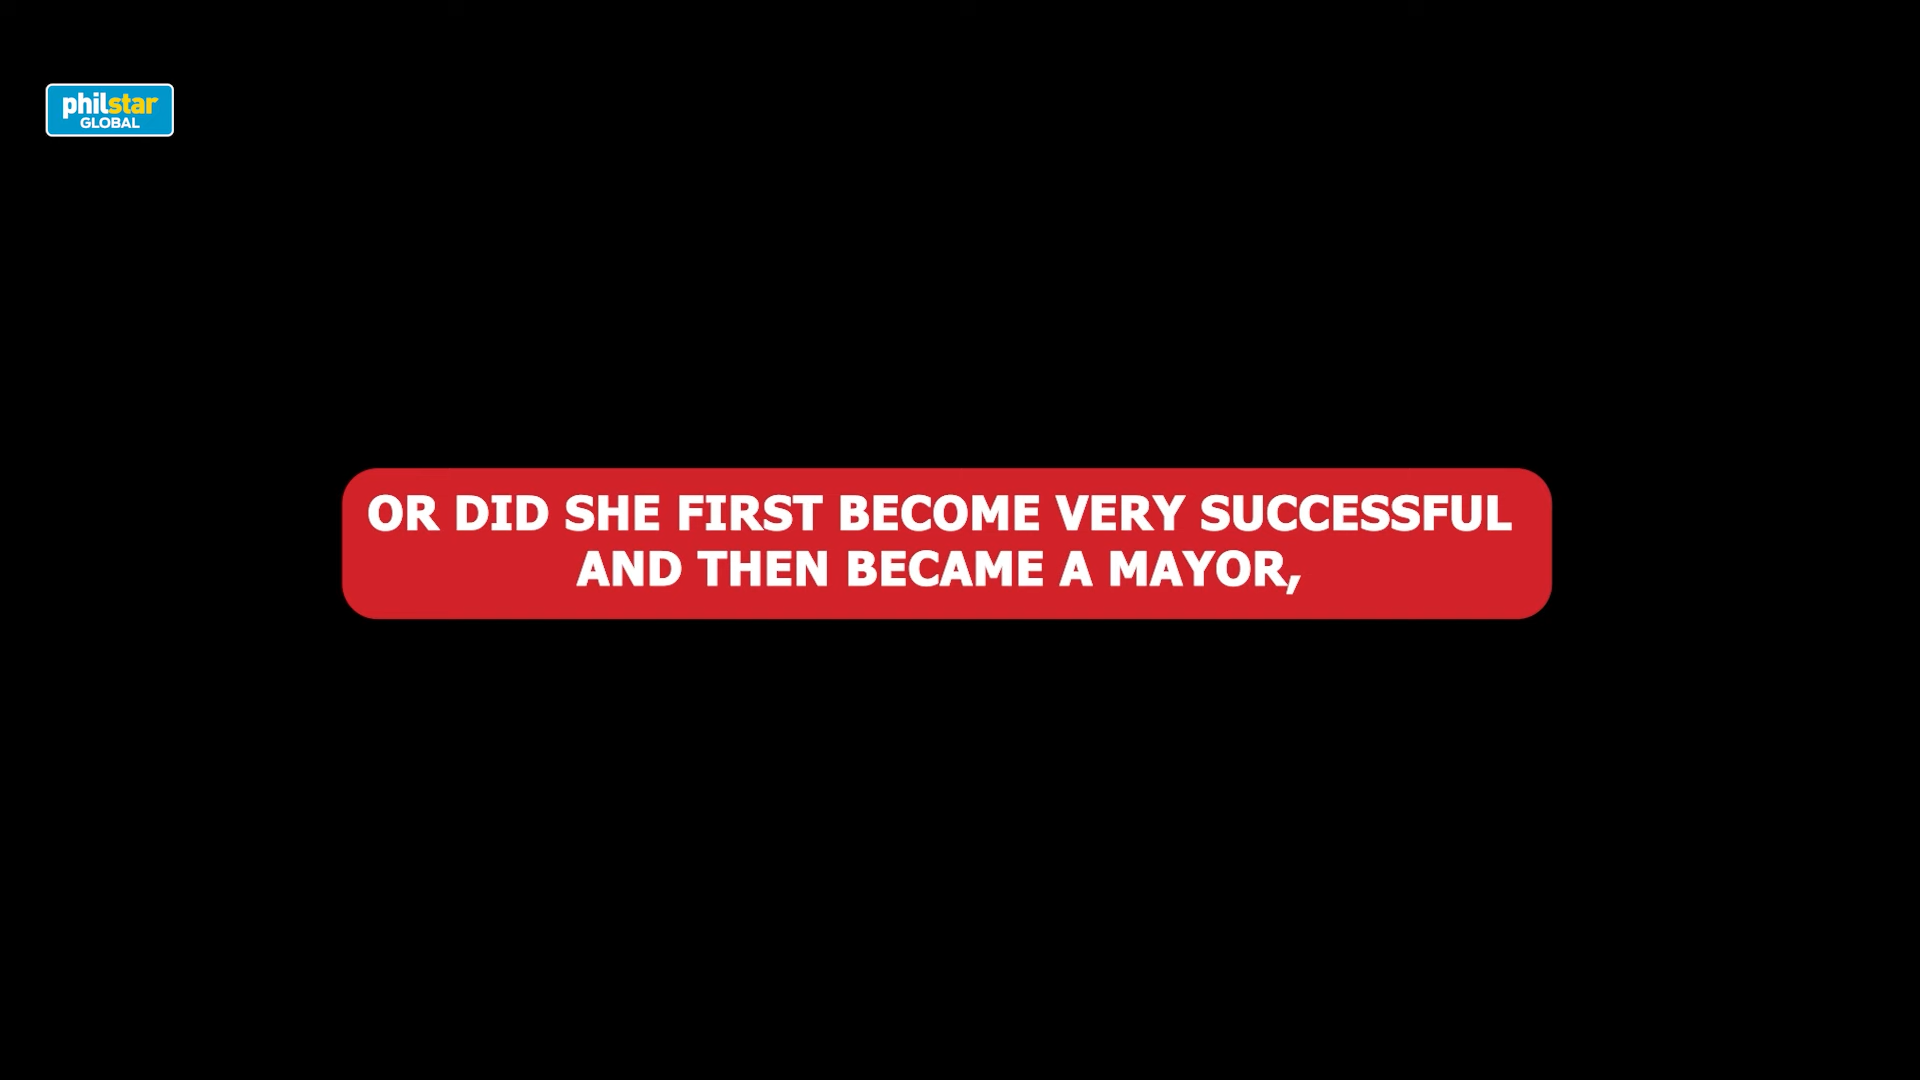 philstar
GLOBAL
OR DID SHE FIRST BECOME VERY SUCCESSFUL
AND THEN BECAME A MAYOR,